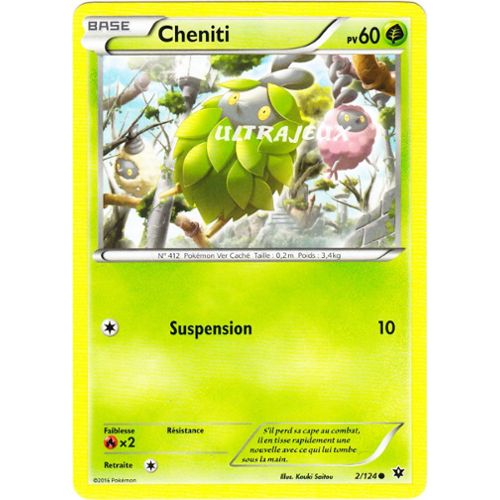 BASE
Cheniti
PV 60
ULTRAJEUX
N° 412 Pokémon Ver Caché Taille : 0,2m Poids : 3,4kg
Suspension 10
Faiblesse
×2
Résistance
Retraite
S'il perd sa cape au combat,
il en tisse rapidement une
nouvelle avec ce qui lui tombe
sous la main.
©2016 Pokémon
Illus. Kouki Saitou
2/124